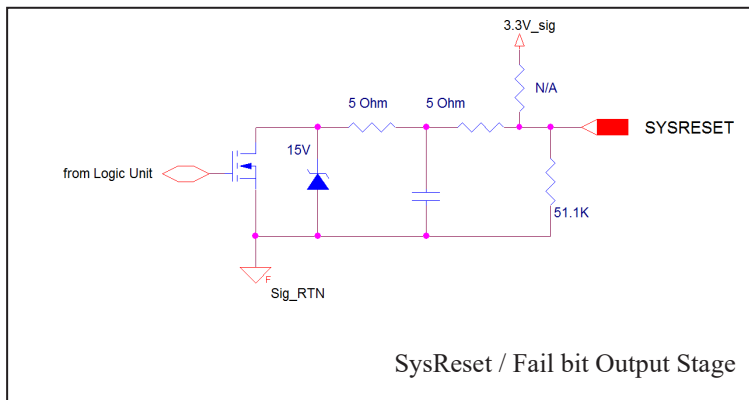 3.3V_sig
N/A
5 Ohm
5 Ohm
SYSRESET
15V
from Logic Unit
51.1K
F
Sig_RTN
SysReset / Fail bit Output Stage